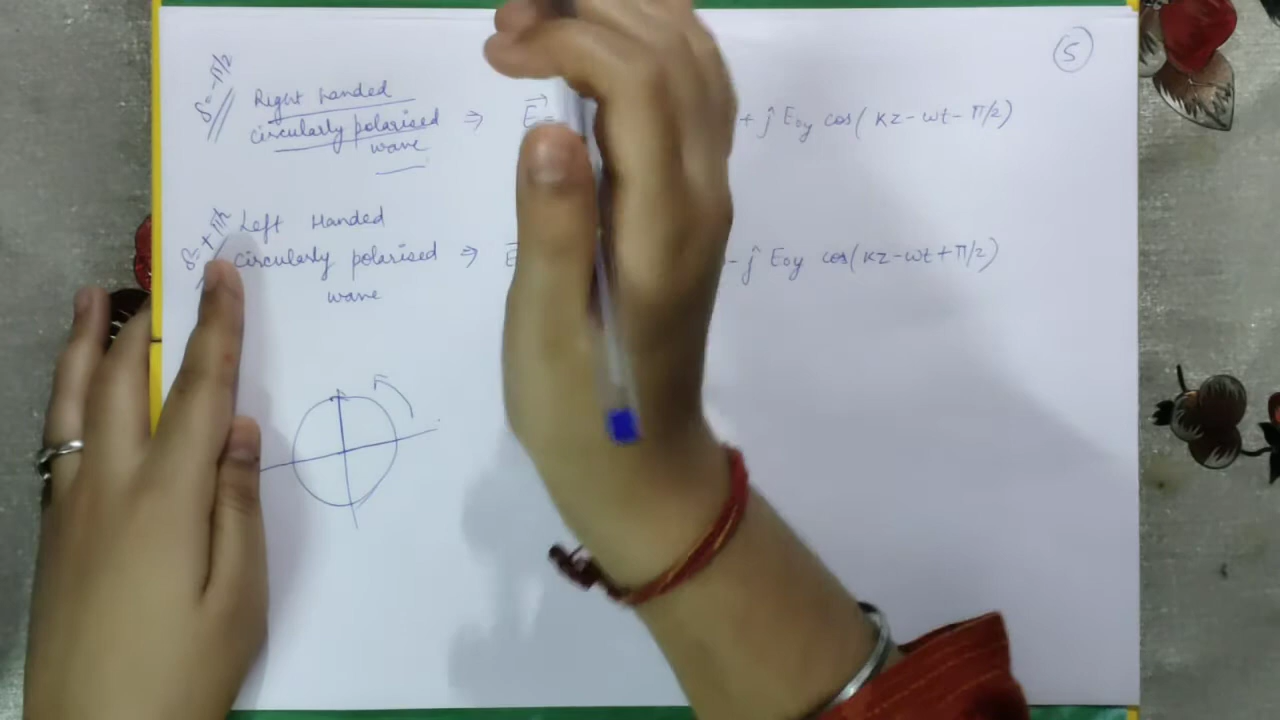 5
δ = -π/2
Right handed
circularly polarised ⇒ E⃗ = + ĵ E₀y cos(kz - ωt - π/2)
wave
δ = + π/2
Left Handed
circularly polarised ⇒ - ĵ E₀y cos(kz - ωt + π/2)
wave